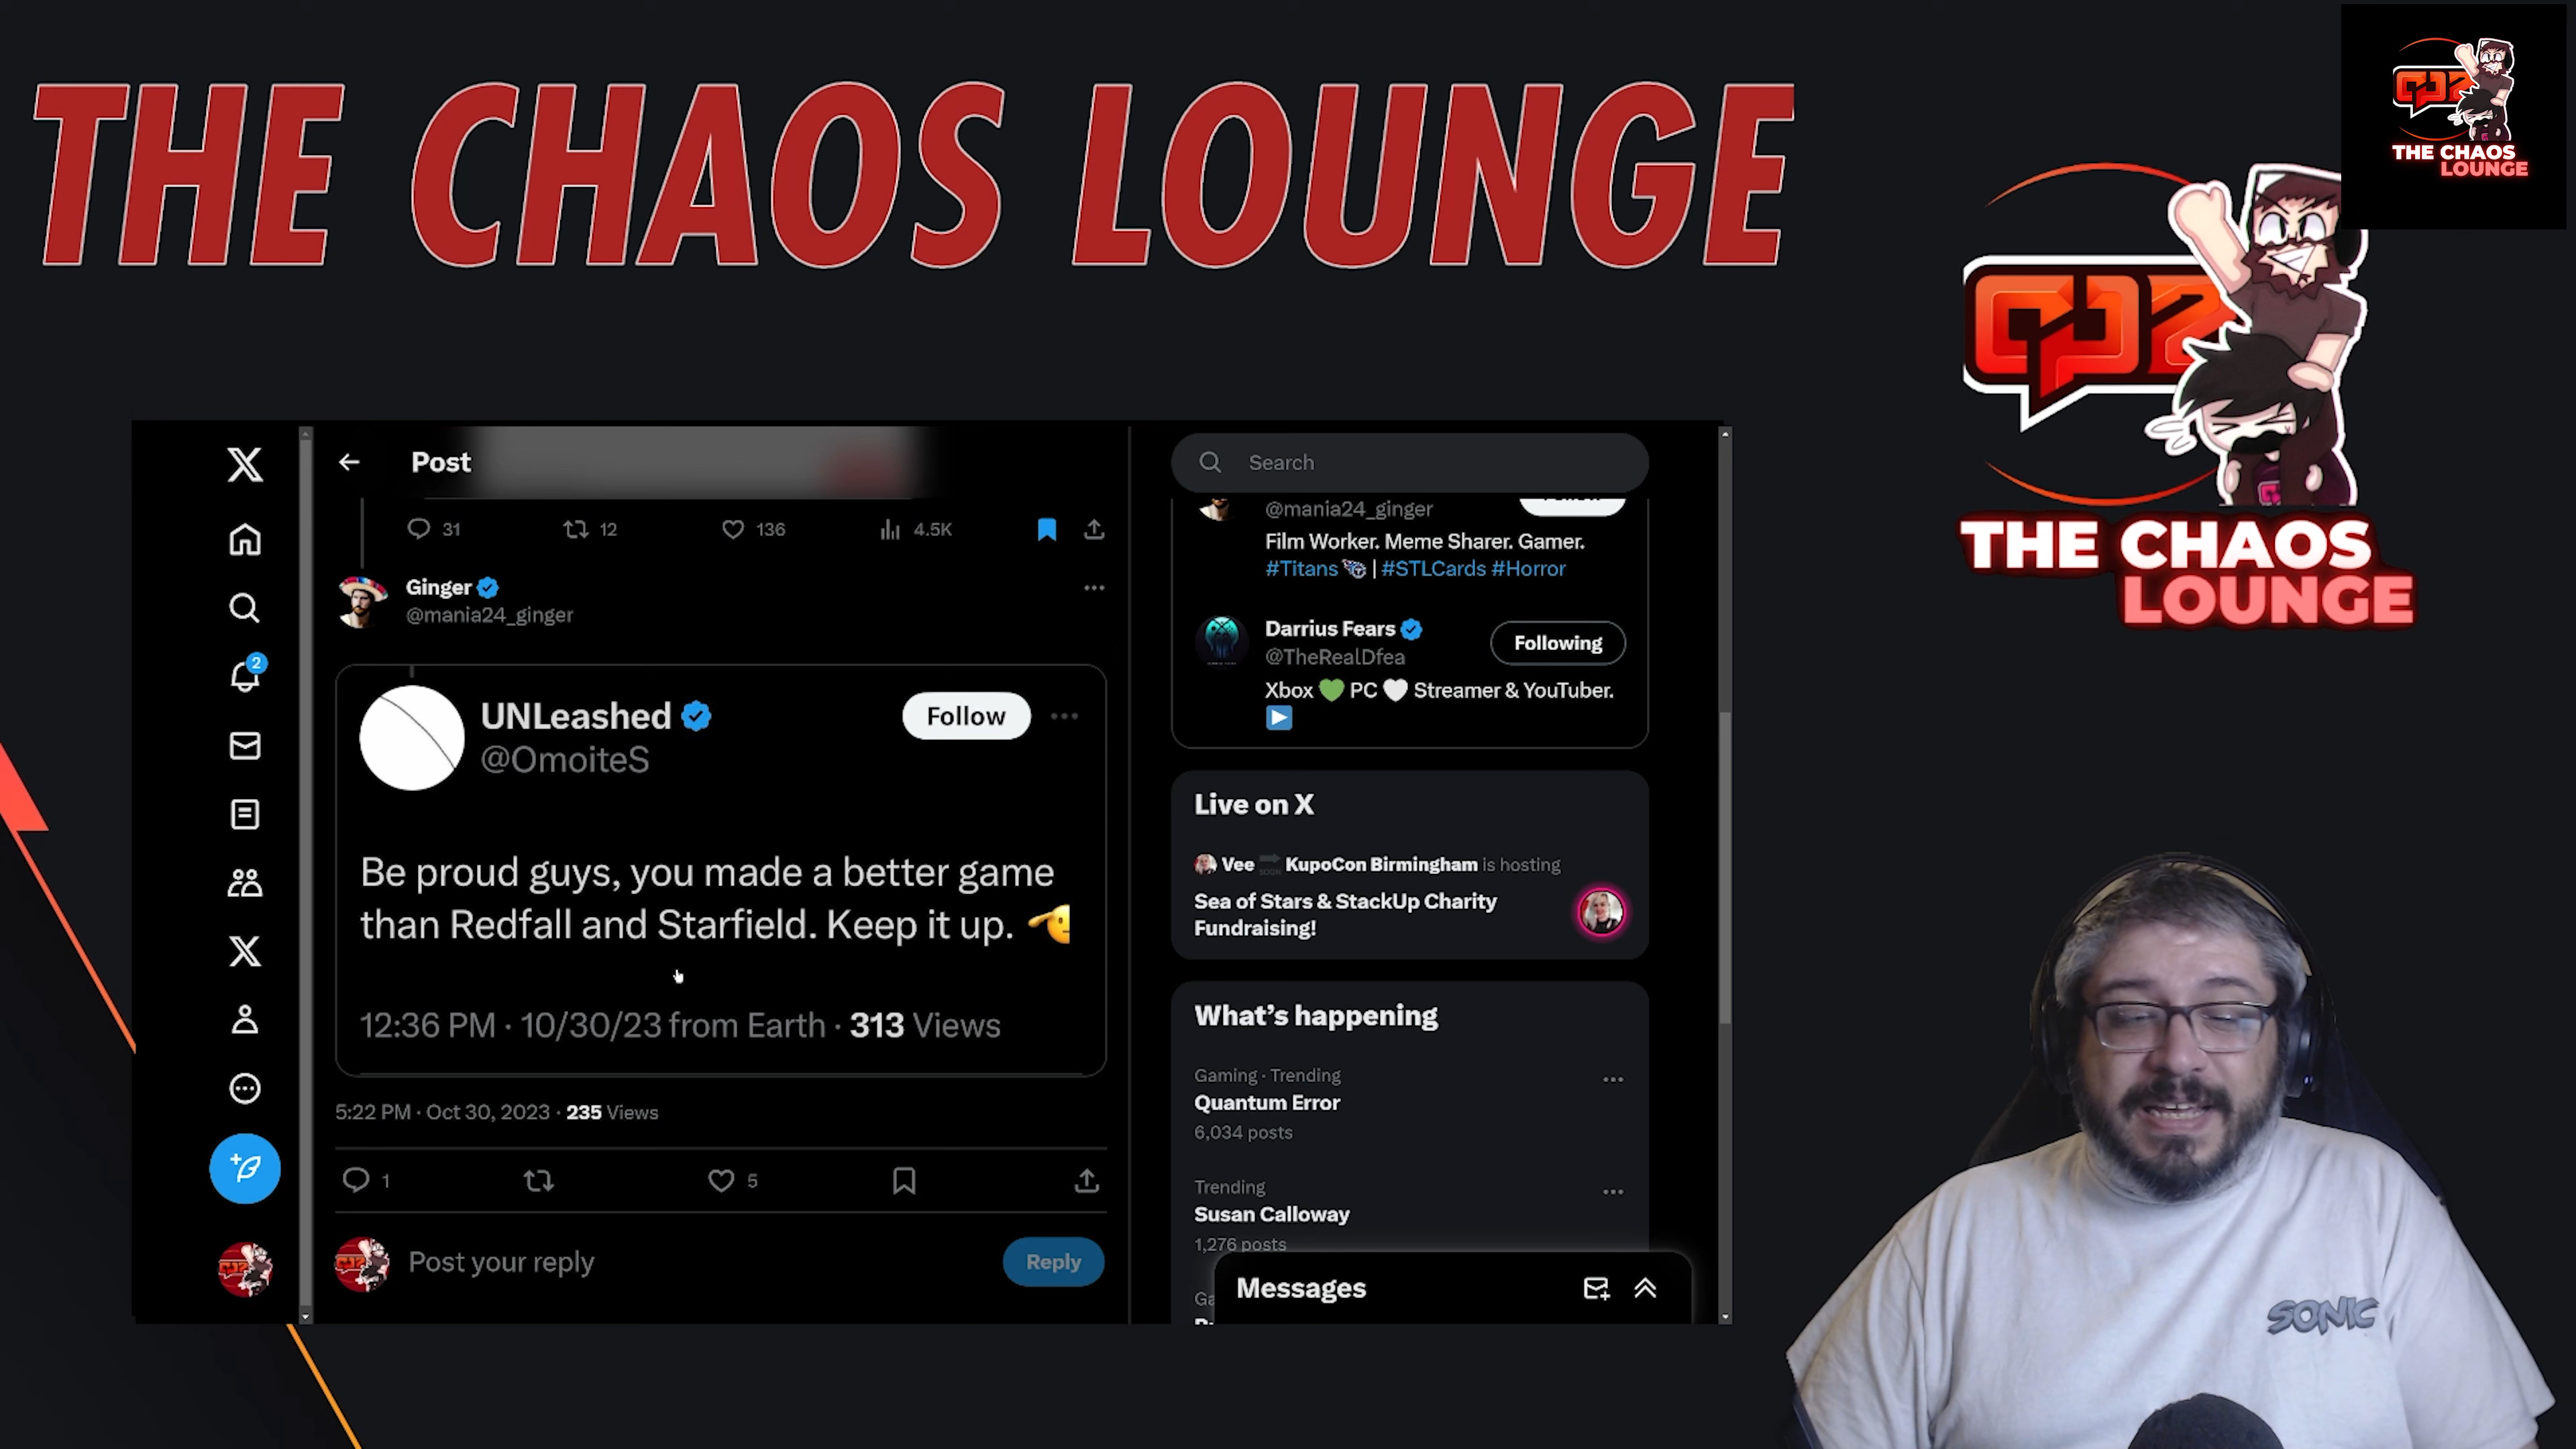 THE CHAOS LOUNGE
THE CHAOS
LOUNGE
THE CHAOS
LOUNGE
Post
31
12
136
4.5K
Ginger
@mania24_ginger
UNLeashed
@OmoiteS
Follow
Be proud guys, you made a better game
than Redfall and Starfield. Keep it up.
12:36 PM · 10/30/23 from Earth · 313 Views
5:22 PM · Oct 30, 2023 · 235 Views
1
5
Post your reply
Reply
2
Search
@mania24_ginger
Film Worker. Meme Sharer. Gamer.
#Titans | #STLCards #Horror
Darrius Fears
@TheRealDfea
Following
Xbox 💚 PC 🤍 Streamer & YouTuber.
Live on X
Vee KupoCon Birmingham is hosting
Sea of Stars & StackUp Charity
Fundraising!
What's happening
Gaming · Trending
Quantum Error
6,034 posts
Trending
Susan Calloway
1,276 posts
Messages
SONIC